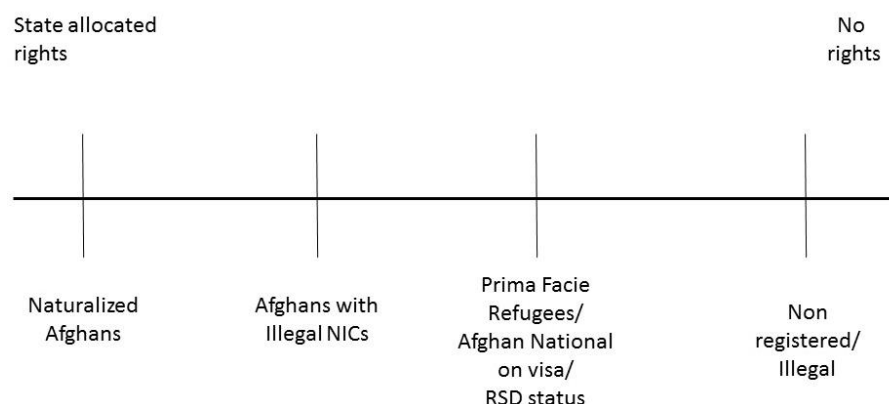 State allocated
rights
No
rights
Naturalized
Afghans
Afghans with
Illegal NICs
Prima Facie
Refugees/
Afghan National
on visa/
RSD status
Non
registered/
Illegal